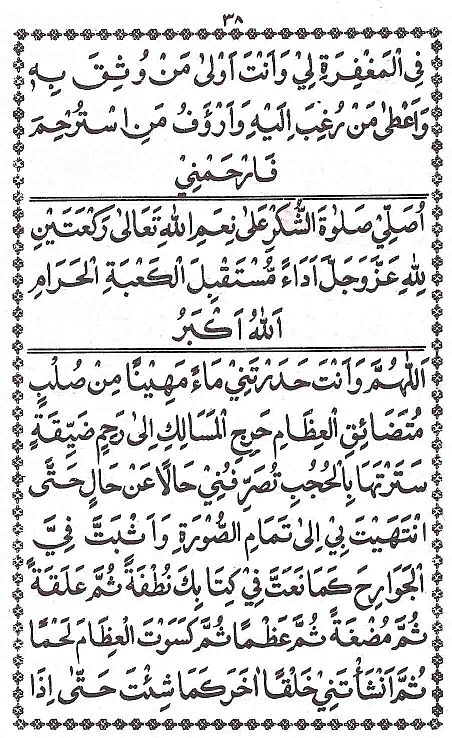 ٣٨
فِي الْمَغْفِرَةِ لِيْ وَاَنْتَ اَوْلٰى مَنْ وُثِقَ بِهٖ
وَاَعْطٰى مَنْ رُغِبَ اِلَيْهِ وَاَرْؤَفُ مَنِ اسْتُرْحِمَ
فَارْحَمْنِيْ
اُصَلِّيْ صَلٰوةَ الشُّكْرِ عَلٰى نِعَمِ اللهِ تَعَالٰى رَكْعَتَيْنِ
لِلّٰهِ عَزَّ وَجَلَّ اَدَاءً مُسْتَقْبِلَ الْكَعْبَةِ الْحَرَامِ
اَللهُ اَكْبَرُ
اَللّٰهُمَّ وَاَنْتَ حَدَرْتَنِيْ مَاءً مَهِيْنًا مِنْ صُلْبٍ
مُتَضَائِقِ الْعِظَامِ حَرِجِ الْمَسَالِكِ اِلٰى رَحِمٍ ضَيِّقَةٍ
سَتَرْتَهَا بِالْحُجُبِ تُصَرِّفُنِيْ حَالًا عَنْ حَالٍ حَتّٰى
انْتَهَيْتَ بِيْ اِلٰى تَمَامِ الصُّوْرَةِ وَاَثْبَتَّ فِيَّ
الْجَوَارِحَ كَمَا نَعَتَّ فِيْ كِتَابِكَ نُطْفَةً ثُمَّ عَلَقَةً
ثُمَّ مُضْغَةً ثُمَّ عَظْمًا ثُمَّ كَسَوْتَ الْعِظَامَ لَحْمًا
ثُمَّ اَنْشَأْتَنِيْ خَلْقًا اٰخَرَ كَمَا شِئْتَ حَتّٰى اِذَا